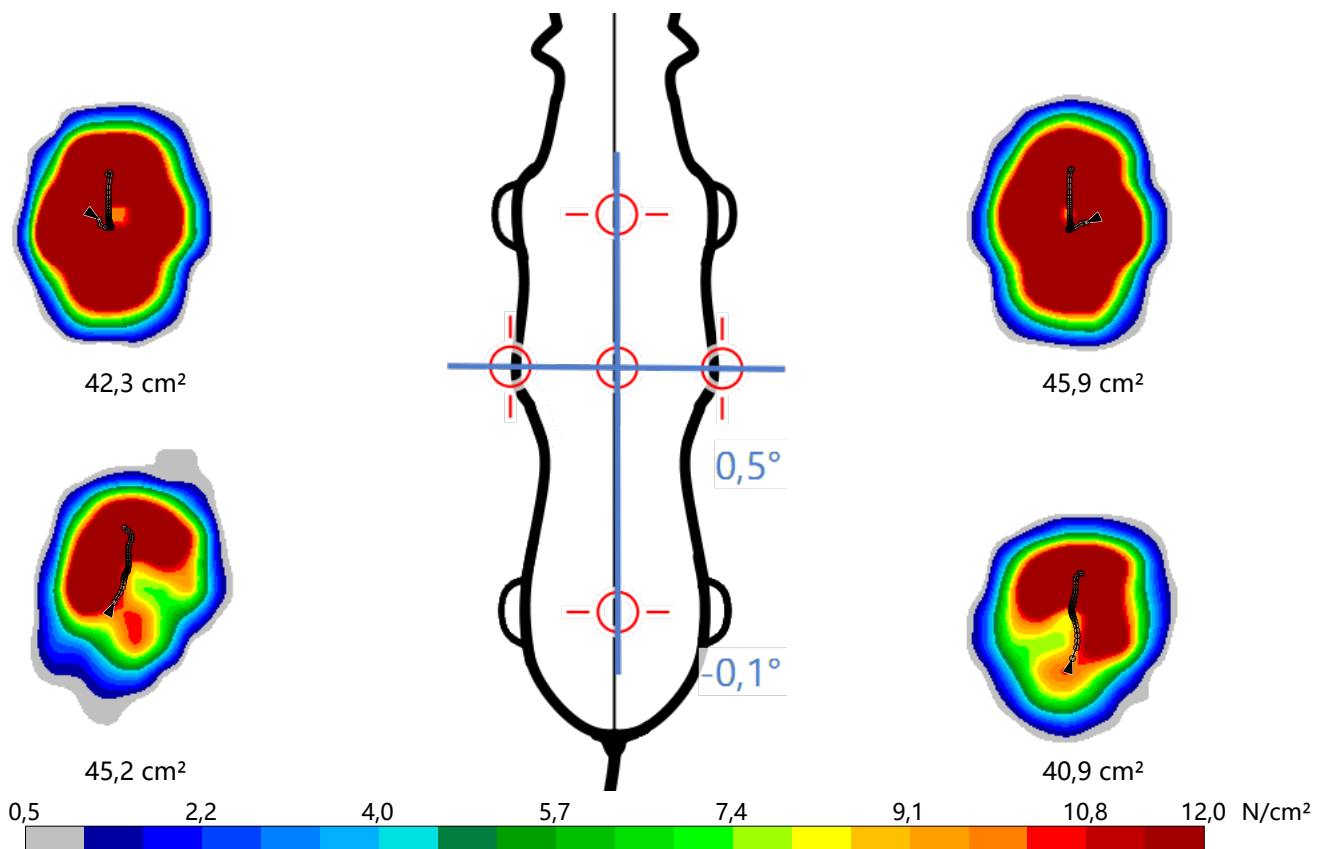 42,3 cm²
45,9 cm²
0,5°
-0,1°
45,2 cm²
40,9 cm²
0,5 2,2 4,0 5,7 7,4 9,1 10,8 12,0 N/cm²